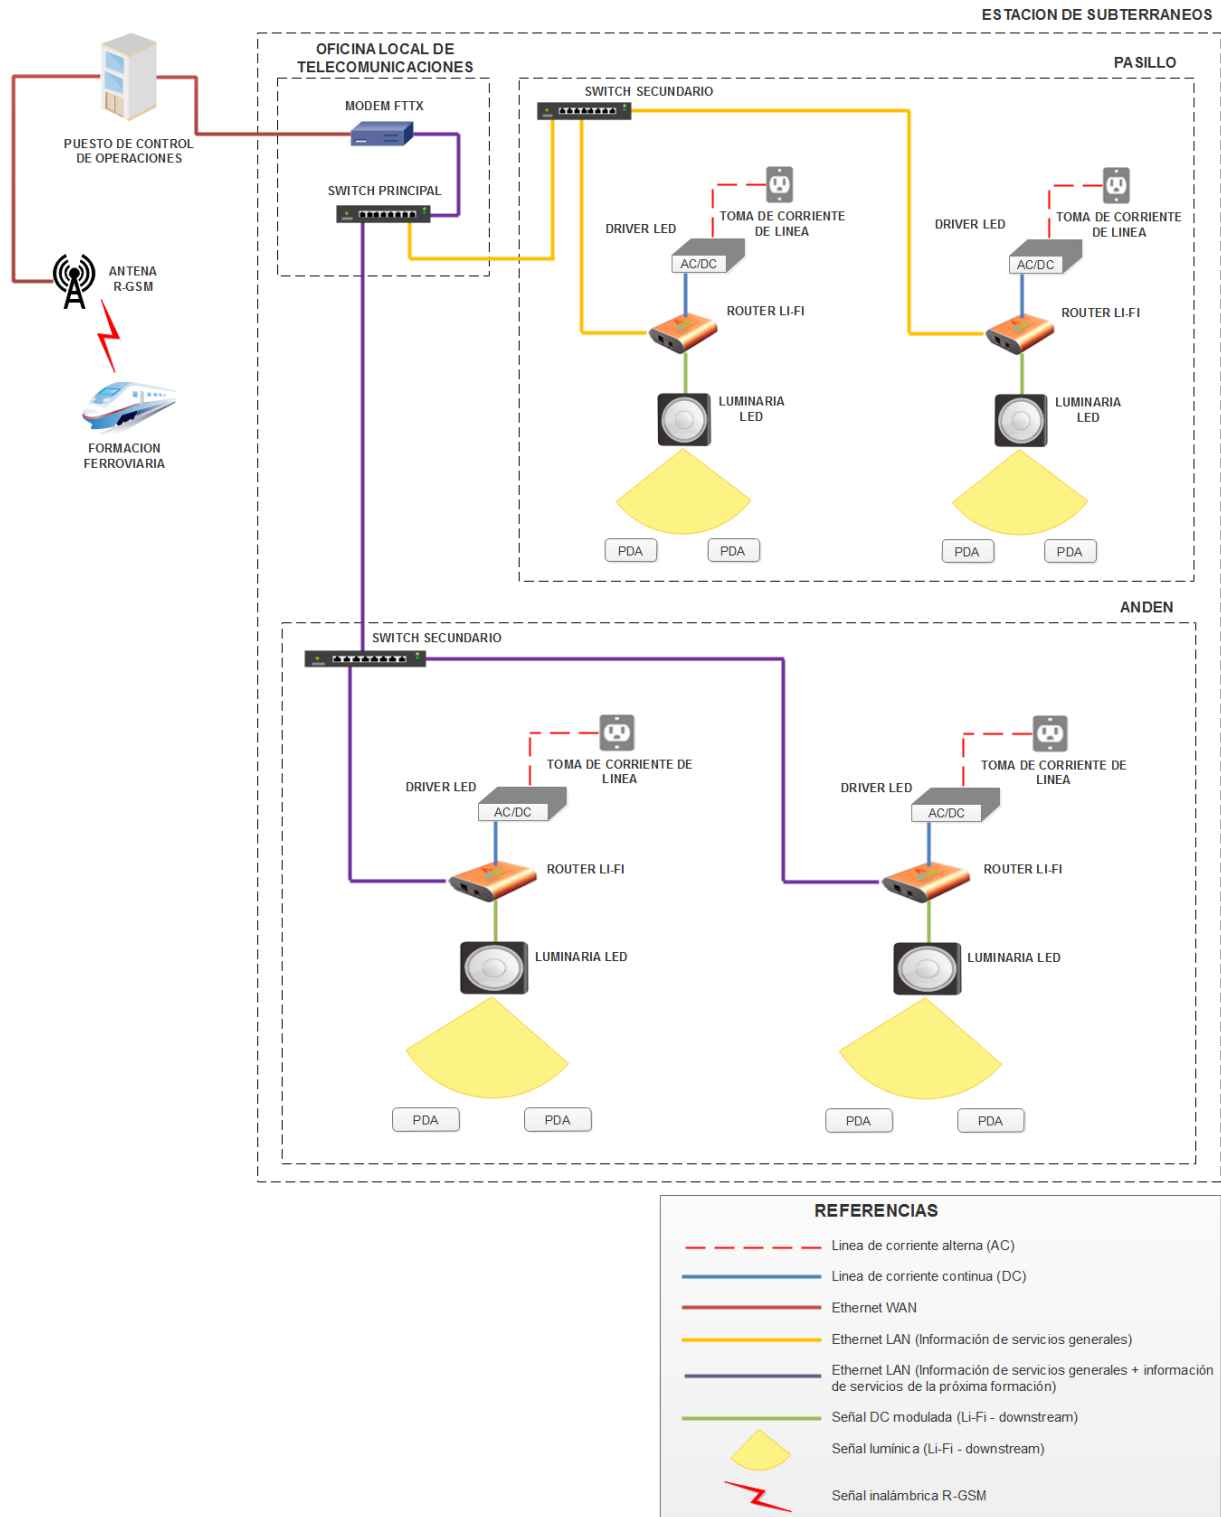 ESTACION DE SUBTERRANEOS
OFICINA LOCAL DE
TELECOMUNICACIONES
PASILLO
SWITCH SECUNDARIO
MODEM FTTX
PUESTO DE CONTROL
DE OPERACIONES
SWITCH PRINCIPAL
TOMA DE CORRIENTE
DE LINEA
DRIVER LED
AC/DC
TOMA DE CORRIENTE
DE LINEA
DRIVER LED
AC/DC
ANTENA
R-GSM
ROUTER LI-FI
ROUTER LI-FI
LUMINARIA
LED
LUMINARIA
LED
FORMACION
FERROVIARIA
PDA
PDA
PDA
PDA
ANDEN
SWITCH SECUNDARIO
TOMA DE CORRIENTE DE
LINEA
TOMA DE CORRIENTE DE
LINEA
DRIVER LED
DRIVER LED
AC/DC
AC/DC
ROUTER LI-FI
ROUTER LI-FI
LUMINARIA LED
LUMINARIA LED
PDA
PDA
PDA
PDA
REFERENCIAS
Linea de corriente alterna (AC)
Linea de corriente continua (DC)
Ethernet WAN
Ethernet LAN (Información de servicios generales)
Ethernet LAN (Información de servicios generales + información
de servicios de la próxima formación)
Señal DC modulada (Li-Fi - downstream)
Señal lumínica (Li-Fi - downstream)
Señal inalámbrica R-GSM